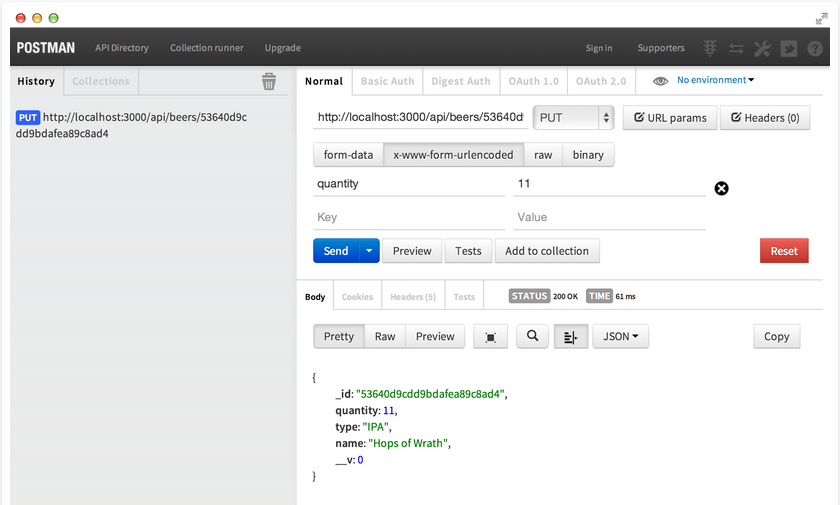 POSTMAN API Directory Collection runner Upgrade Sign in Supporters
History Collections
PUT http://localhost:3000/api/beers/53640d9c
dd9bdafea89c8ad4
Normal Basic Auth Digest Auth OAuth 1.0 OAuth 2.0 No environment
http://localhost:3000/api/beers/53640d PUT URL params Headers (0)
form-data x-www-form-urlencoded raw binary
quantity 11
Key Value
Send Preview Tests Add to collection Reset
Body Cookies Headers (5) Tests STATUS 200 OK TIME 61 ms
Pretty Raw Preview JSON Copy
{
_id: "53640d9cdd9bdafea89c8ad4",
quantity: 11,
type: "IPA",
name: "Hops of Wrath",
__v: 0
}